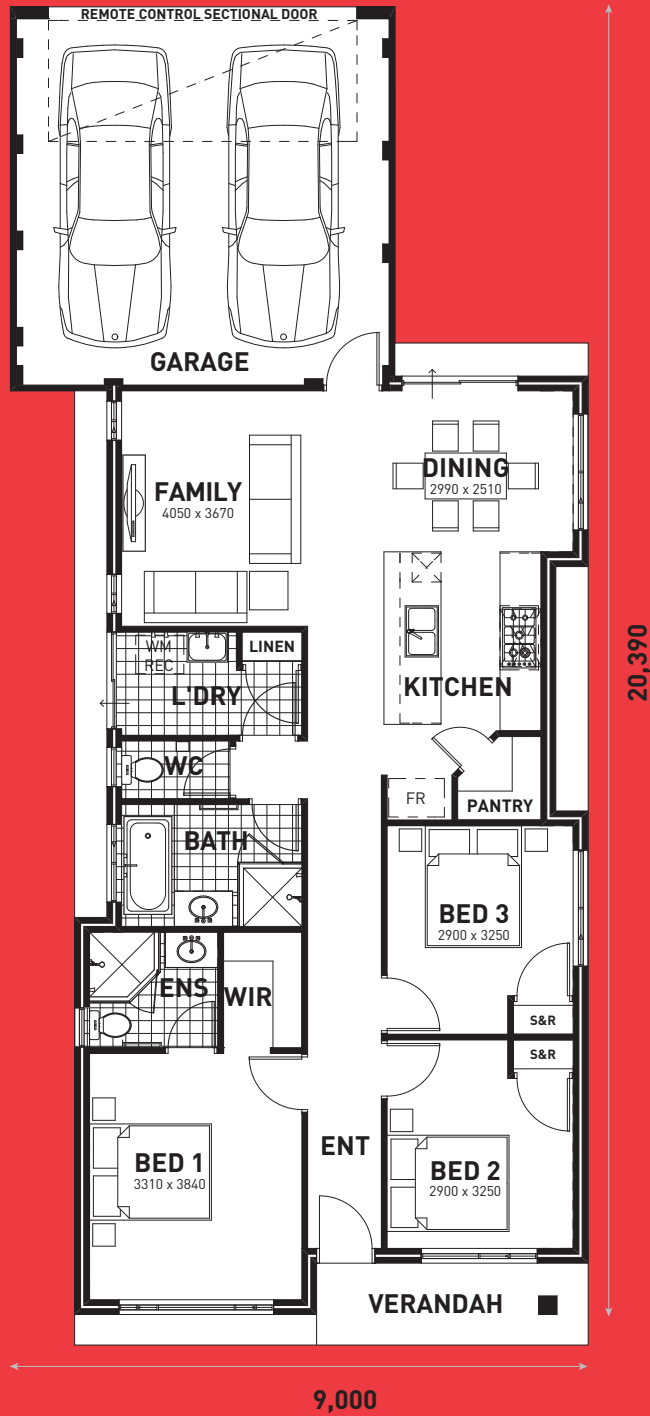 REMOTE CONTROL SECTIONAL DOOR
GARAGE
FAMILY
4050 x 3670
DINING
2990 x 2510
WM
REC
LINEN
L'DRY
KITCHEN
WC
FR
PANTRY
BATH
BED 3
2900 x 3250
ENS
WIR
S&R
S&R
BED 1
3310 x 3840
ENT
BED 2
2900 x 3250
VERANDAH
20,390
9,000